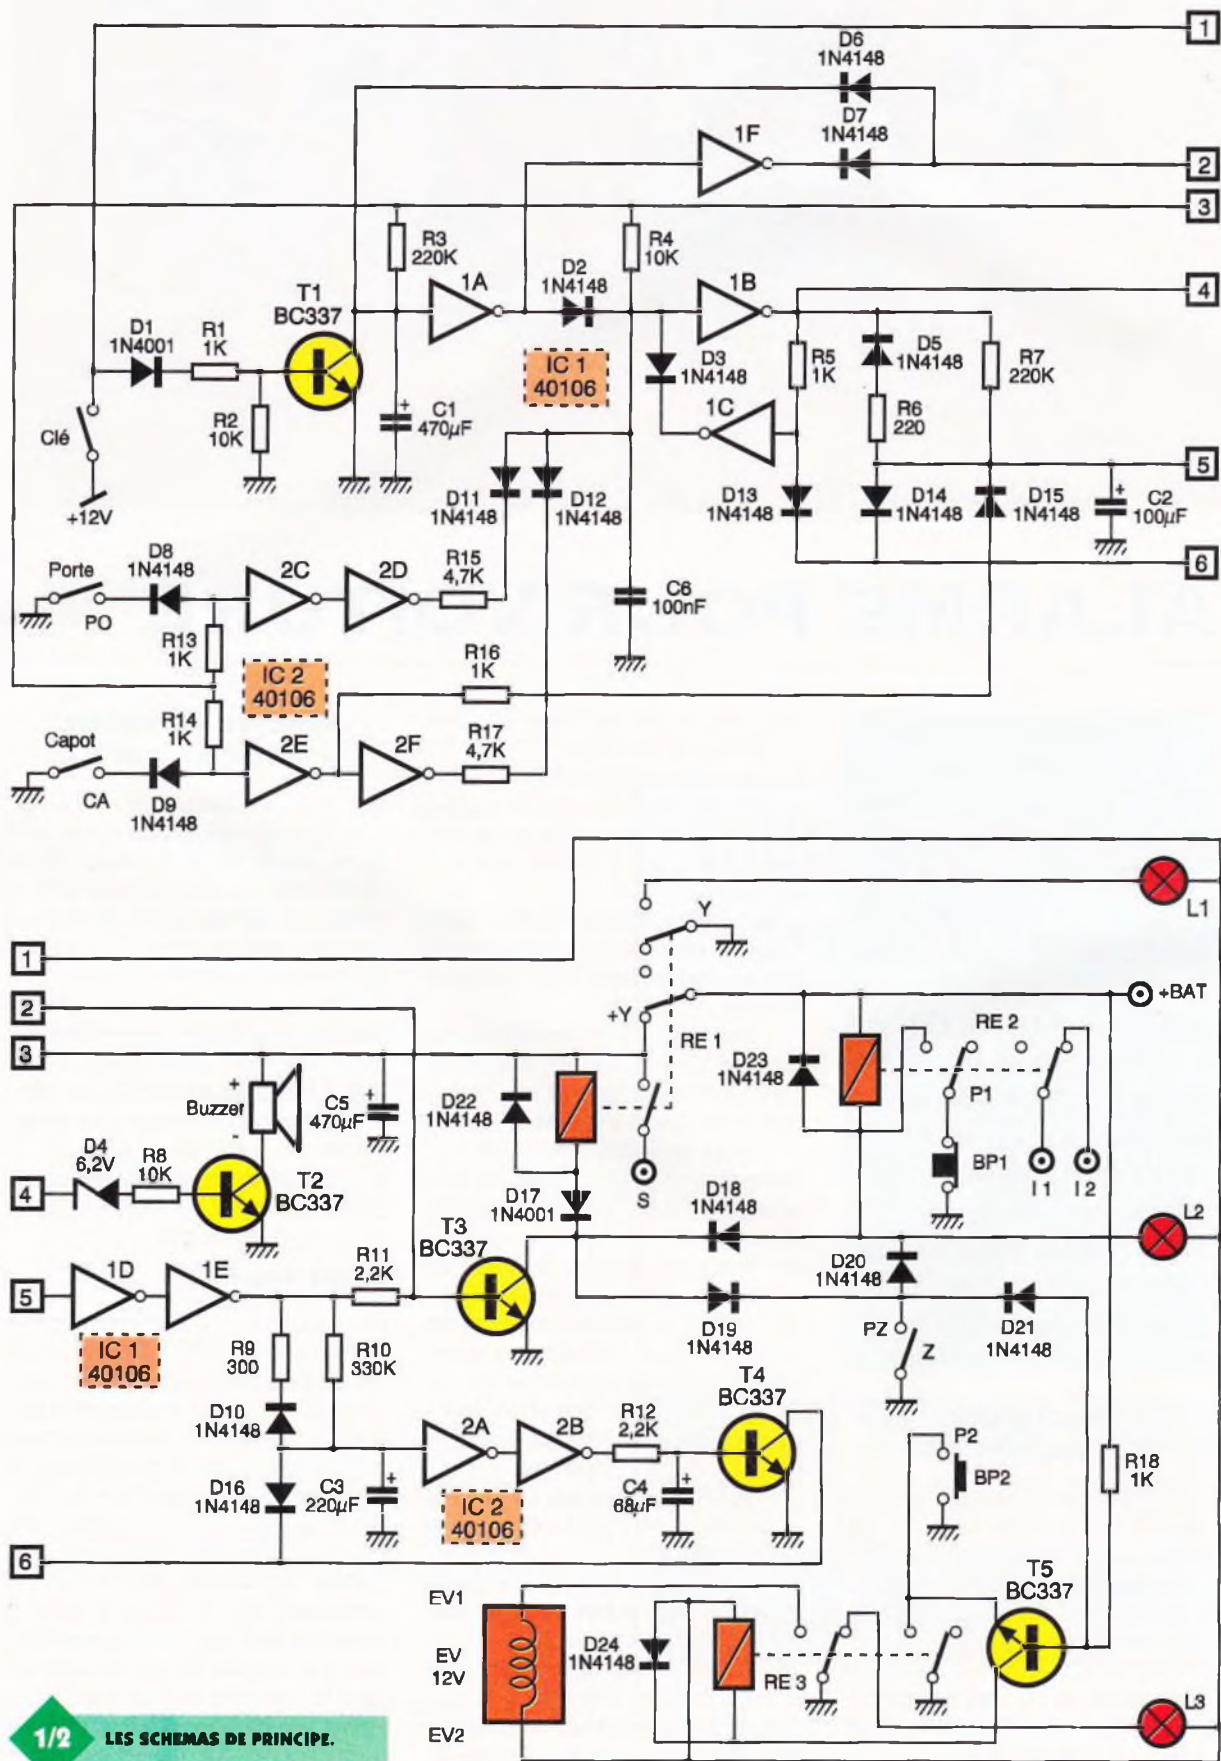 1
D6
1N4148
D7
1N4148
1F
2
3
R3
220K
R4
10K
1A
D2
1N4148
1B
4
T1
BC337
D1
1N4001
R1
1K
IC 1
40106
D3
1N4148
R5
1K
D5
1N4148
R7
220K
1C
R6
220
R2
10K
C1
470µF
+
Clé
+12V
5
D11
1N4148
D12
1N4148
D13
1N4148
D14
1N4148
D15
1N4148
+
C2
100µF
6
Porte
PO
D8
1N4148
2C
2D
R15
4,7K
C6
100nF
R13
1K
IC 2
40106
R16
1K
R14
1K
Capot
CA
D9
1N4148
2E
2F
R17
4,7K
L1
Y
1
2
+BAT
+Y
RE 1
RE 2
3
D23
1N4148
P1
+
Buzzer
-
C5
470µF
+
D22
1N4148
BP1
I 1
I 2
D4
6,2V
R8
10K
4
T2
BC337
S
D17
1N4001
D18
1N4148
L2
T3
BC337
R11
2,2K
1D
1E
5
D20
1N4148
D19
1N4148
PZ
Z
D21
1N4148
IC 1
40106
R9
300
R10
330K
T4
BC337
D10
1N4148
2A
2B
R12
2,2K
P2
BP2
R18
1K
D16
1N4148
C3
220µF
+
IC 2
40106
C4
68µF
+
6
T5
BC337
EV1
EV
12V
EV2
D24
1N4148
RE 3
L3
1/2 LES SCHEMAS DE PRINCIPE.